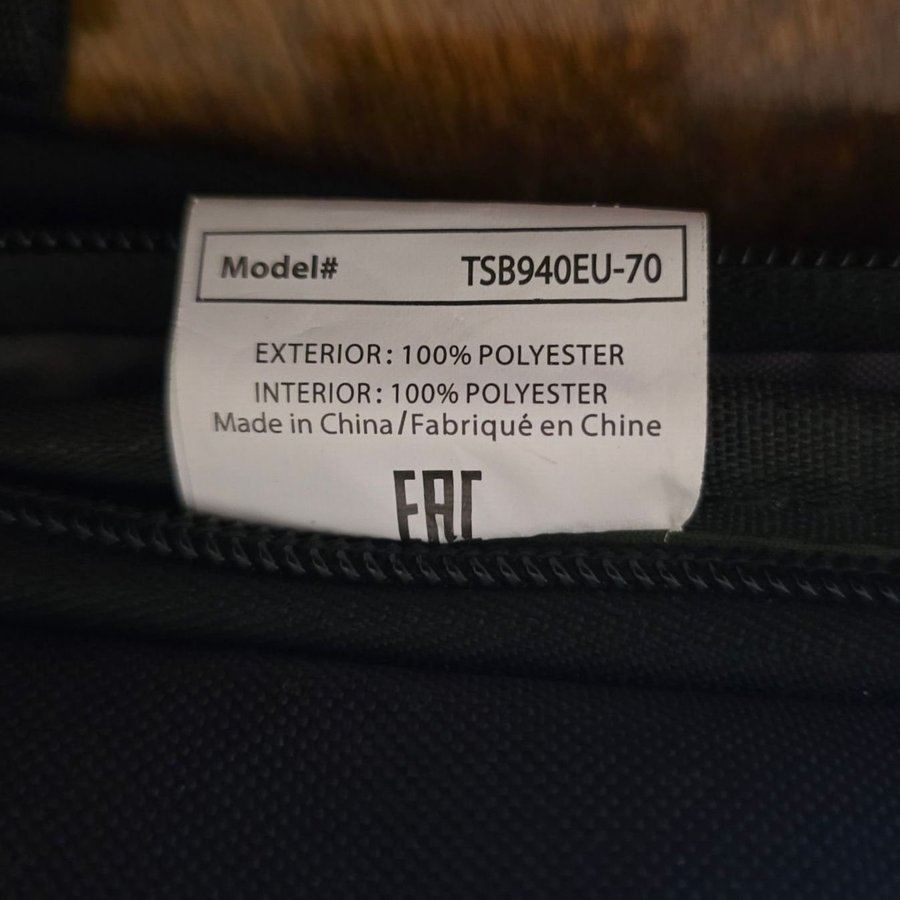 Model# TSB940EU-70
EXTERIOR: 100% POLYESTER
INTERIOR: 100% POLYESTER
Made in China/Fabriqué en Chine
EAC